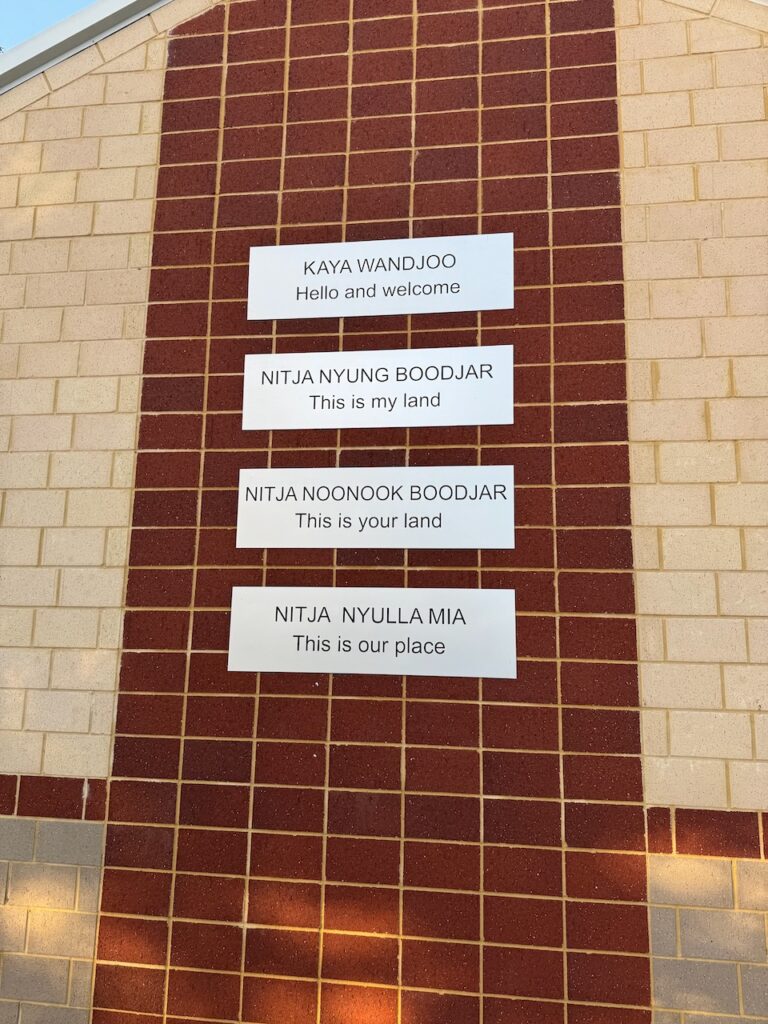 KAYA WANDJOO
Hello and welcome
NITJA NYUNG BOODJAR
This is my land
NITJA NOONOOK BOODJAR
This is your land
NITJA NYULLA MIA
This is our place